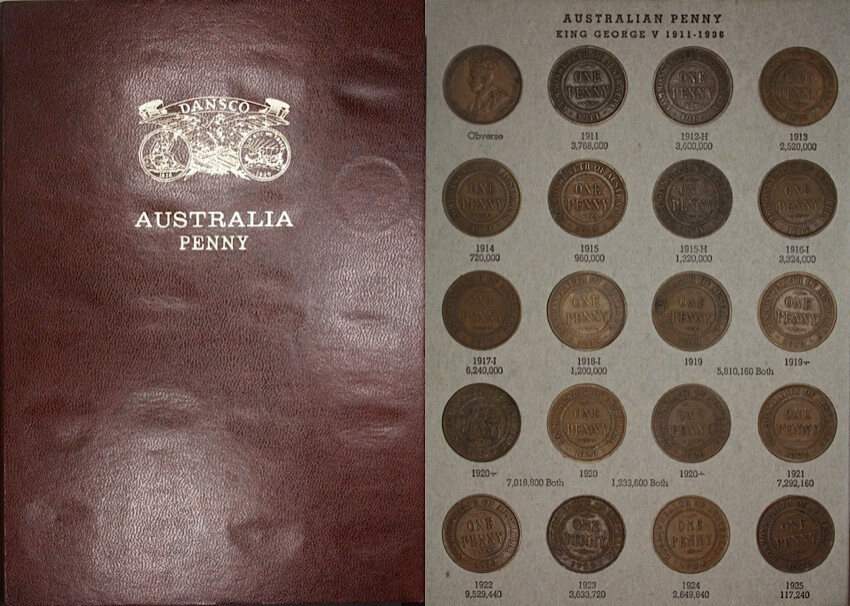 DANSCO
AUSTRALIA
PENNY
AUSTRALIAN PENNY
KING GEORGE V 1911-1936
Obverse 1911 1912-H 1913
3,768,000 3,600,000 2,520,000
1914 1915 1915-H 1916-I
720,000 960,000 1,320,000 3,324,000
1917-I 1918-I 1919 1919
6,240,000 1,200,000 5,810,160 Both
1920 1920 1920 1921
7,018,800 Both 1,233,600 Both 7,292,160
1922 1923 1924 1925
9,529,440 3,633,720 2,649,640 117,240
ONE
PENNY